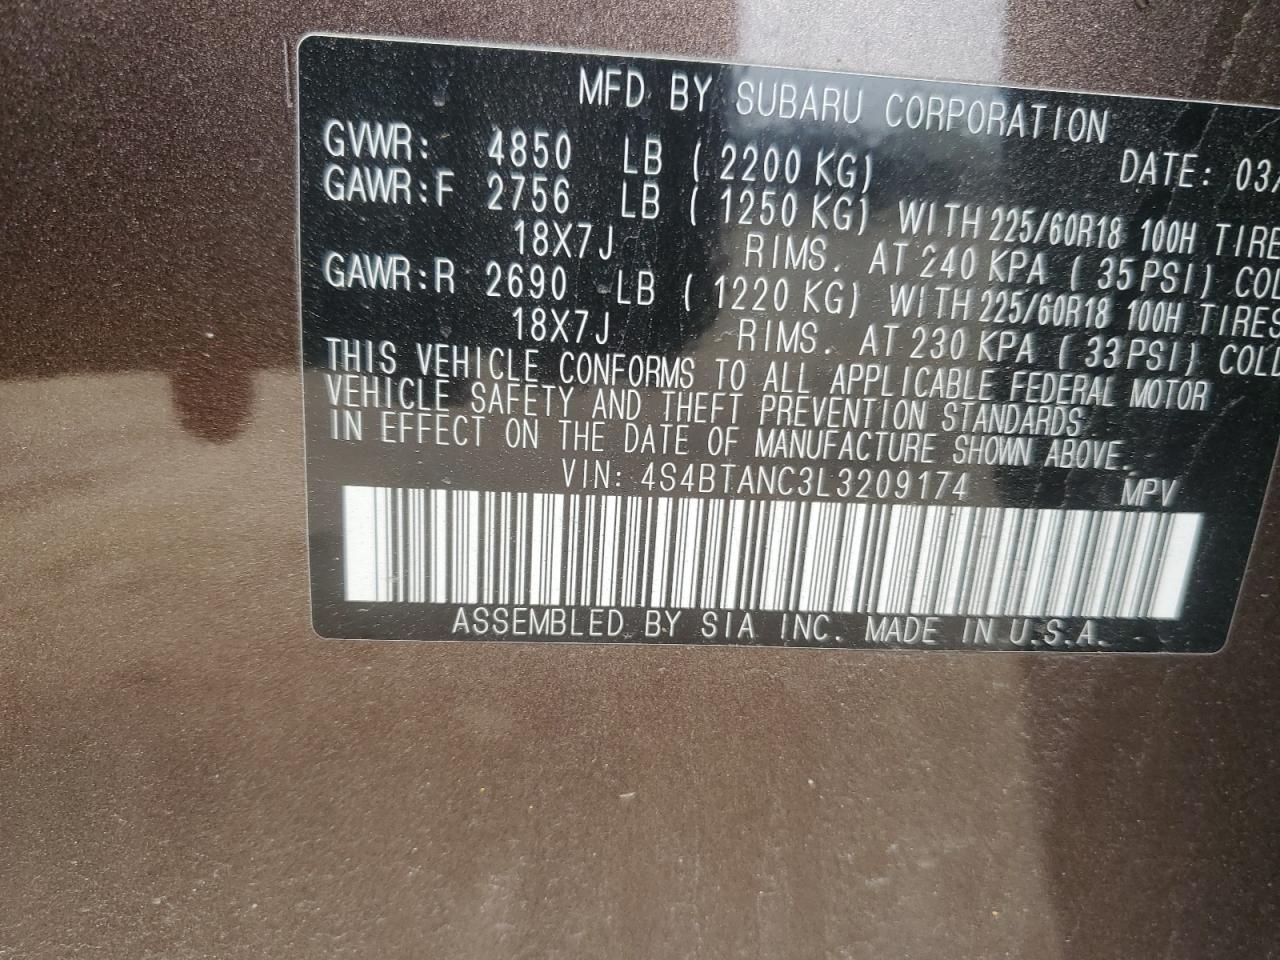 MFD BY SUBARU CORPORATION
GVWR: 4850 LB ( 2200 KG) DATE: 03/
GAWR:F 2756 LB ( 1250 KG) WITH 225/60R18 100H TIRE
18X7J RIMS. AT 240 KPA ( 35 PSI) COL
GAWR:R 2690 LB ( 1220 KG) WITH 225/60R18 100H TIRES
18X7J RIMS. AT 230 KPA ( 33 PSI) COLD
THIS VEHICLE CONFORMS TO ALL APPLICABLE FEDERAL MOTOR
VEHICLE SAFETY AND THEFT PREVENTION STANDARDS
IN EFFECT ON THE DATE OF MANUFACTURE SHOWN ABOVE.
VIN: 4S4BTANC3L3209174 MPV
ASSEMBLED BY SIA INC. MADE IN U.S.A.